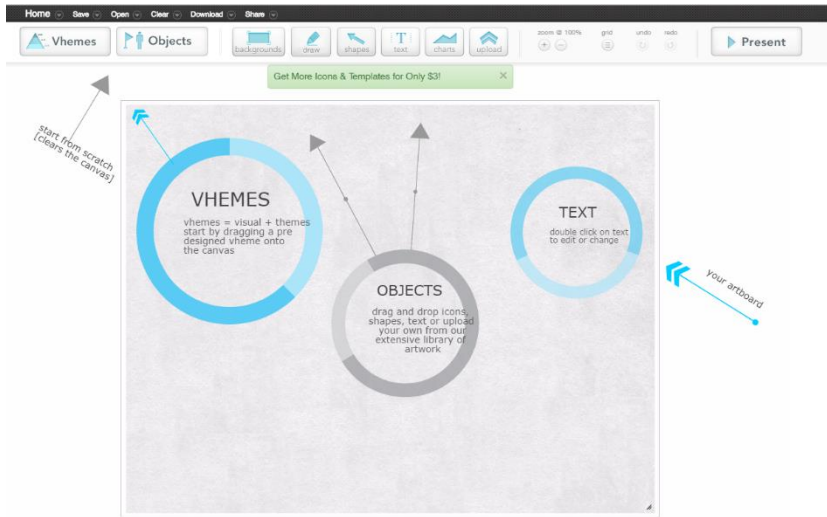 Home Save Open Clear Download Share
Vhemes Objects backgrounds draw shapes text charts upload zoom @ 100% grid undo redo Present
T
Get More Icons & Templates for Only $3! ×
start from scratch
[clears the canvas]
VHEMES
vhemes = visual + themes
start by dragging a pre
designed vheme onto
the canvas
TEXT
double click on text
to edit or change
OBJECTS
drag and drop icons,
shapes, text or upload
your own from our
extensive library of
artwork
your artboard